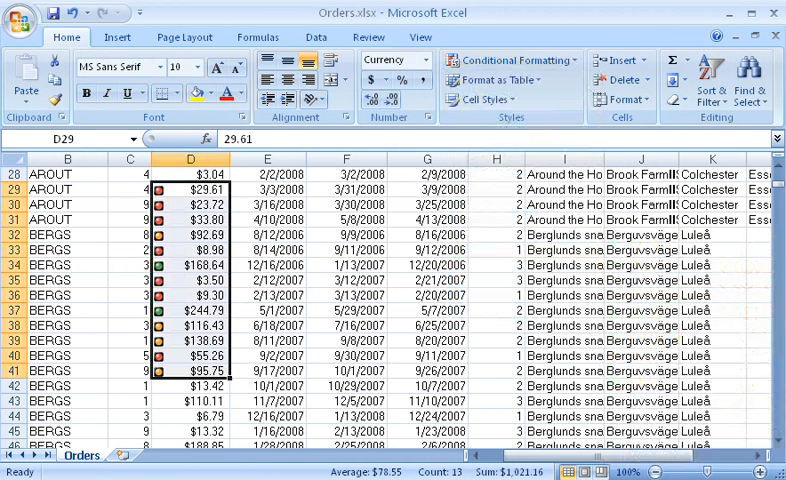 Orders.xlsx - Microsoft Excel
Home Insert Page Layout Formulas Data Review View
MS Sans Serif 10 A A Currency Conditional Formatting Insert Σ
Paste B I U A $ % , Format as Table Delete Sort & Find &
Cell Styles Format Filter Select
Clipboard Font Alignment Number Styles Cells Editing
D29 fx 29.61
B C D E F G H I J K
28 AROUT 4 $3.04 2/2/2008 3/2/2008 2/9/2008 2 Around the Ho Brook Farm Colchester
29 AROUT 4 $29.61 3/3/2008 3/31/2008 3/9/2008 2 Around the Ho Brook Farm Colchester
30 AROUT 9 $23.72 3/16/2008 3/30/2008 3/25/2008 2 Around the Ho Brook Farm Colchester
31 AROUT 9 $33.80 4/10/2008 5/8/2008 4/13/2008 2 Around the Ho Brook Farm Colchester
32 BERGS 8 $92.69 8/12/2006 9/9/2006 8/16/2006 2 Berglunds sna Berguvsväge Luleå
33 BERGS 2 $8.98 8/14/2006 9/11/2006 9/12/2006 1 Berglunds sna Berguvsväge Luleå
34 BERGS 3 $168.64 12/16/2006 1/13/2007 12/20/2006 3 Berglunds sna Berguvsväge Luleå
35 BERGS 3 $3.50 2/12/2007 3/12/2007 2/21/2007 3 Berglunds sna Berguvsväge Luleå
36 BERGS 3 $9.30 2/13/2007 3/13/2007 2/20/2007 1 Berglunds sna Berguvsväge Luleå
37 BERGS 1 $244.79 5/1/2007 5/29/2007 5/7/2007 2 Berglunds sna Berguvsväge Luleå
38 BERGS 3 $116.43 6/18/2007 7/16/2007 6/25/2007 2 Berglunds sna Berguvsväge Luleå
39 BERGS 1 $138.69 8/11/2007 9/8/2007 8/20/2007 2 Berglunds sna Berguvsväge Luleå
40 BERGS 5 $55.26 9/2/2007 9/30/2007 9/11/2007 1 Berglunds sna Berguvsväge Luleå
41 BERGS 9 $95.75 9/17/2007 10/1/2007 9/26/2007 2 Berglunds sna Berguvsväge Luleå
42 BERGS 1 $13.42 10/1/2007 10/29/2007 10/7/2007 2 Berglunds sna Berguvsväge Luleå
43 BERGS 1 $110.11 11/7/2007 12/5/2007 11/10/2007 3 Berglunds sna Berguvsväge Luleå
44 BERGS 3 $6.79 12/16/2007 1/13/2008 12/24/2007 1 Berglunds sna Berguvsväge Luleå
45 BERGS 9 $13.32 1/16/2008 2/13/2008 1/23/2008 3 Berglunds sna Berguvsväge Luleå
46 BERGS 8 $188.85 1/28/2008 2/25/2008 2/6/2008 2 Berglunds sna Berguvsväge Luleå
Orders
Ready Average: $78.55 Count: 13 Sum: $1,021.16 100%